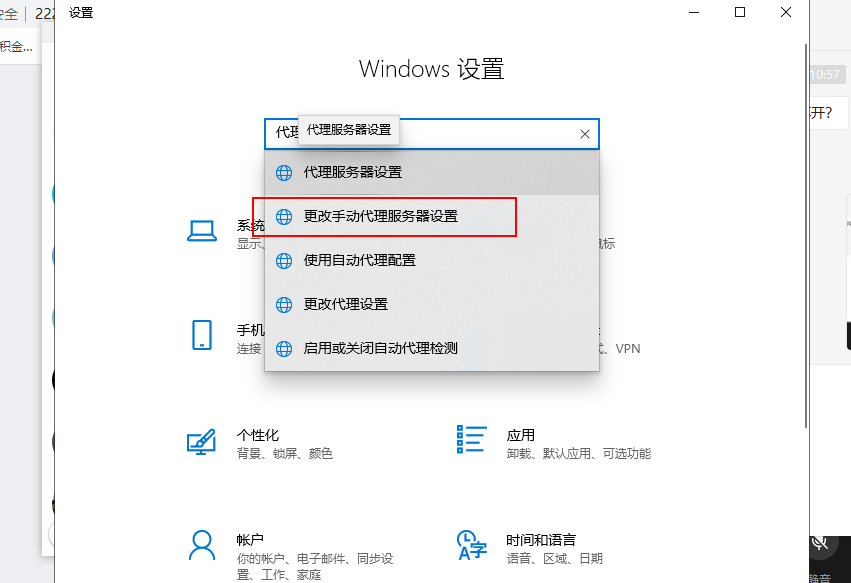 安全 222
设置
积金...
Windows 设置
10:57
开?
代理
代理服务器设置
代理服务器设置
更改手动代理服务器设置
使用自动代理配置
更改代理设置
启用或关闭自动代理检测
系统
显示、
鼠标
手机
连接
、VPN
个性化
背景、锁屏、颜色
应用
卸载、默认应用、可选功能
帐户
你的帐户、电子邮件、同步设
置、工作、家庭
时间和语言
语音、区域、日期
静音